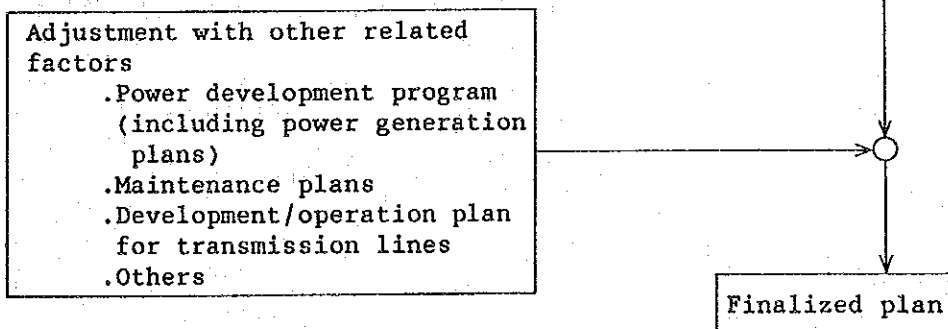 Adjustment with other related
factors
.Power development program
(including power generation
plans)
.Maintenance plans
.Development/operation plan
for transmission lines
.Others
Finalized plan